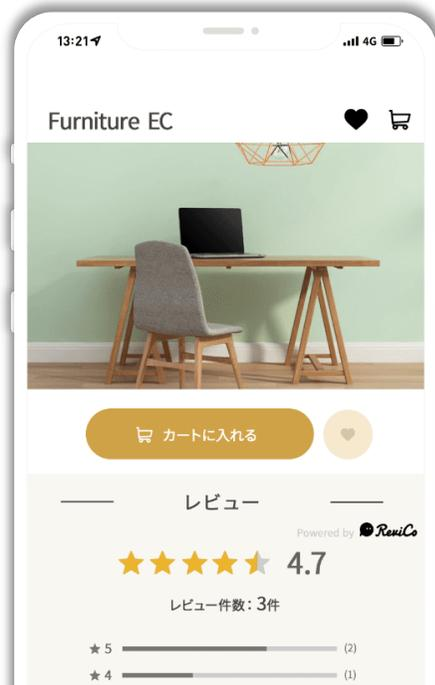 13:21
4G
Furniture EC
カートに入れる
レビュー
Powered by ReviCo
4.7
レビュー件数：3件
★ 5 (2)
★ 4 (1)